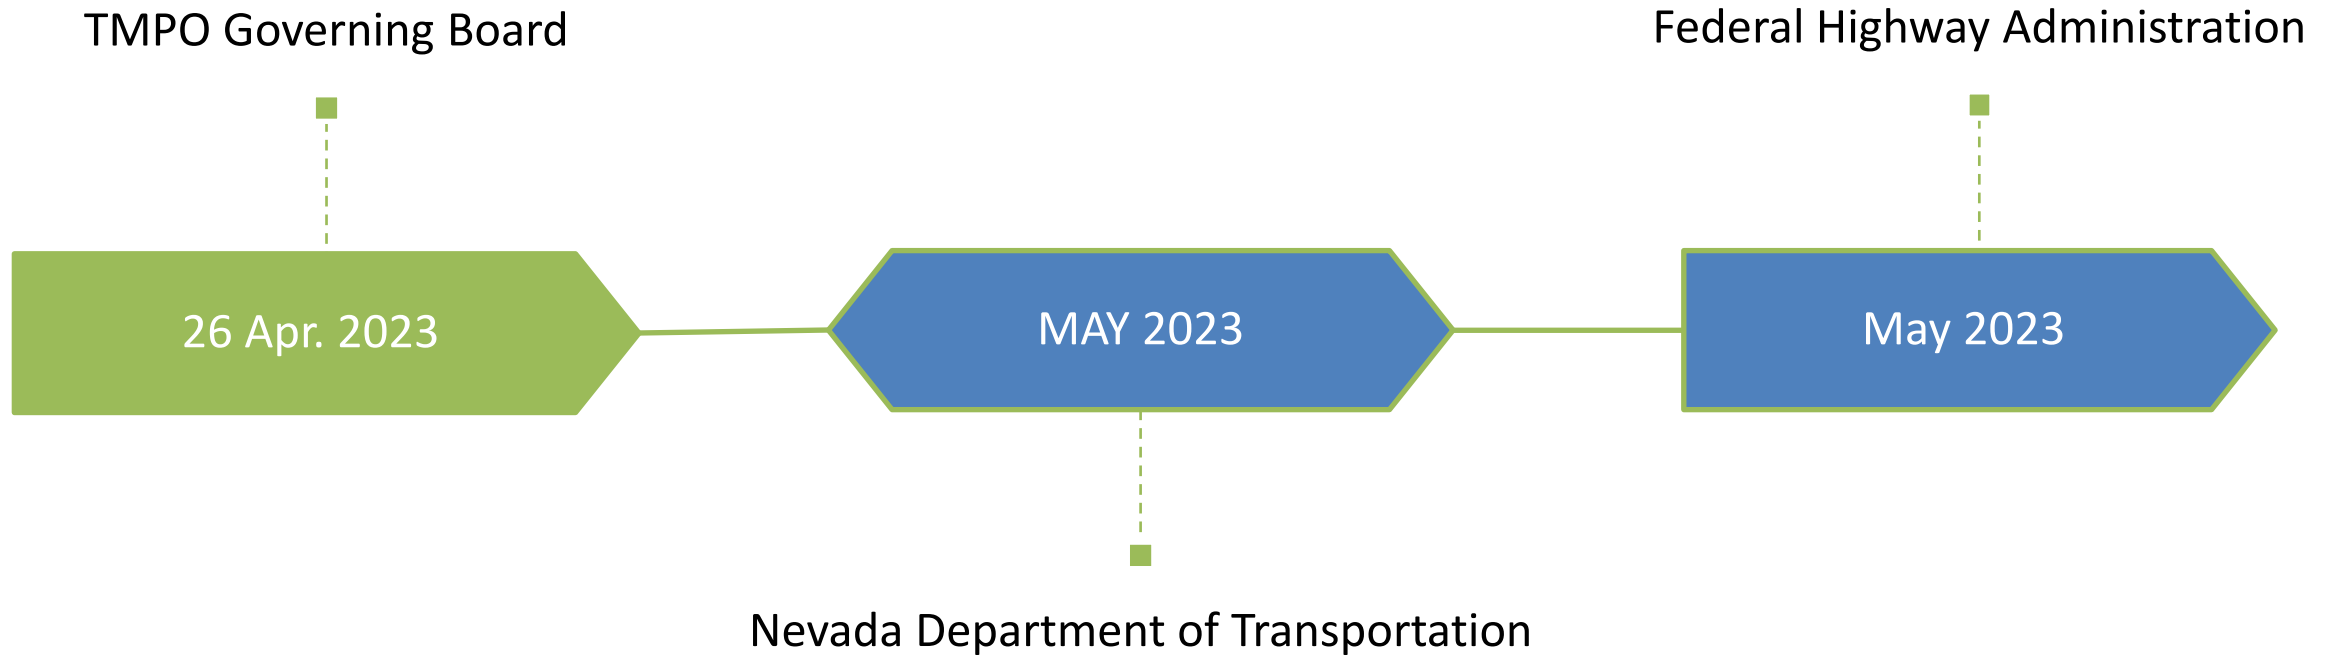 TMPO Governing Board
Federal Highway Administration
26 Apr. 2023
MAY 2023
May 2023
Nevada Department of Transportation